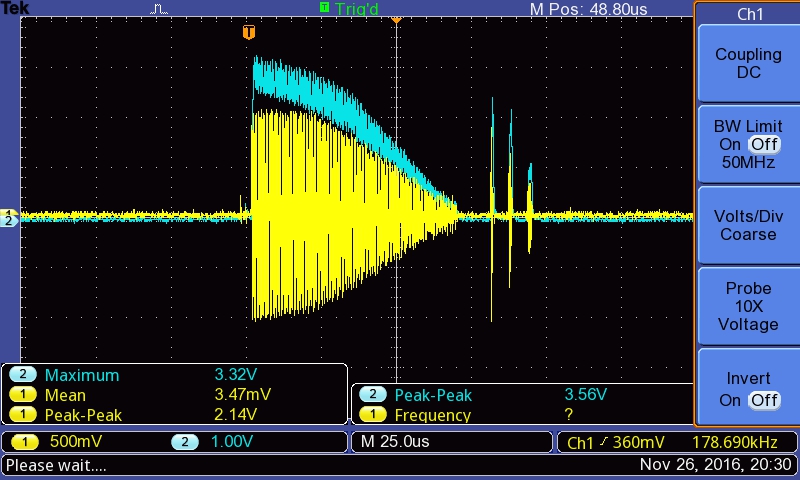 Tek T Trig'd M Pos: 48.80us
Ch1
T
Coupling
DC
BW Limit
On Off
50MHz
Volts/Div
Coarse
Probe
10X
Voltage
Invert
On Off
1
2
2 Maximum 3.32V
1 Mean 3.47mV
1 Peak-Peak 2.14V
2 Peak-Peak 3.56V
1 Frequency ?
1 500mV 2 1.00V M 25.0us Ch1 360mV 178.690kHz
Please wait.... Nov 26, 2016, 20:30